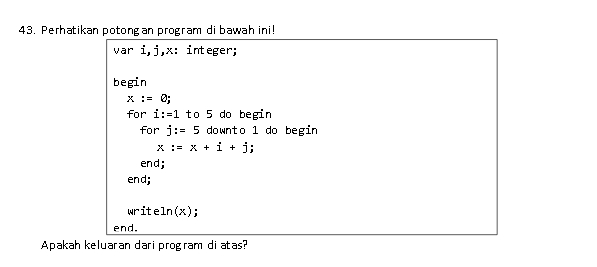 43. Perhatikan potongan program di bawah ini!
var i,j,x: integer;
begin
x := 0;
for i:=1 to 5 do begin
for j:= 5 downto 1 do begin
x := x + i + j;
end;
end;
writeln(x);
end.
Apakah keluaran dari program di atas?